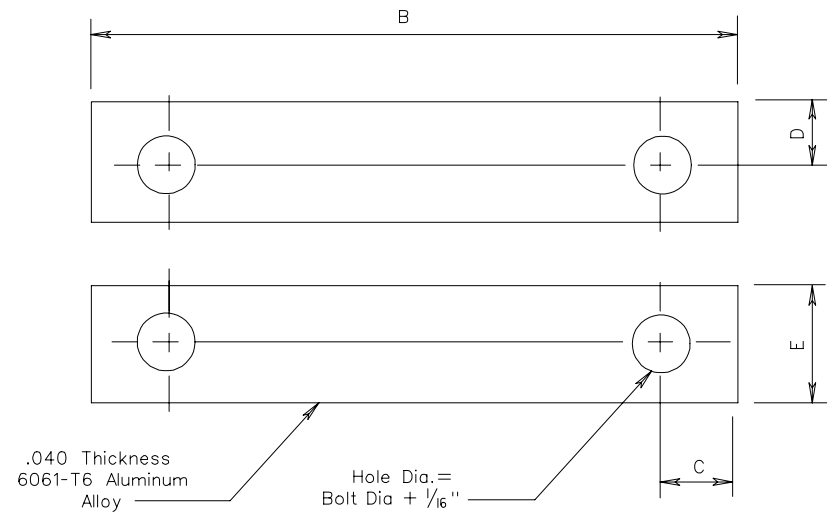 B
D
E
C
.040 Thickness
6061-T6 Aluminum
Alloy
Hole Dia.=
Bolt Dia + 1/16"